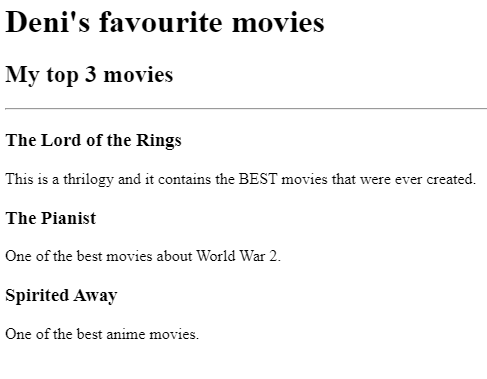 Deni's favourite movies
My top 3 movies
The Lord of the Rings
This is a thrilogy and it contains the BEST movies that were ever created.
The Pianist
One of the best movies about World War 2.
Spirited Away
One of the best anime movies.